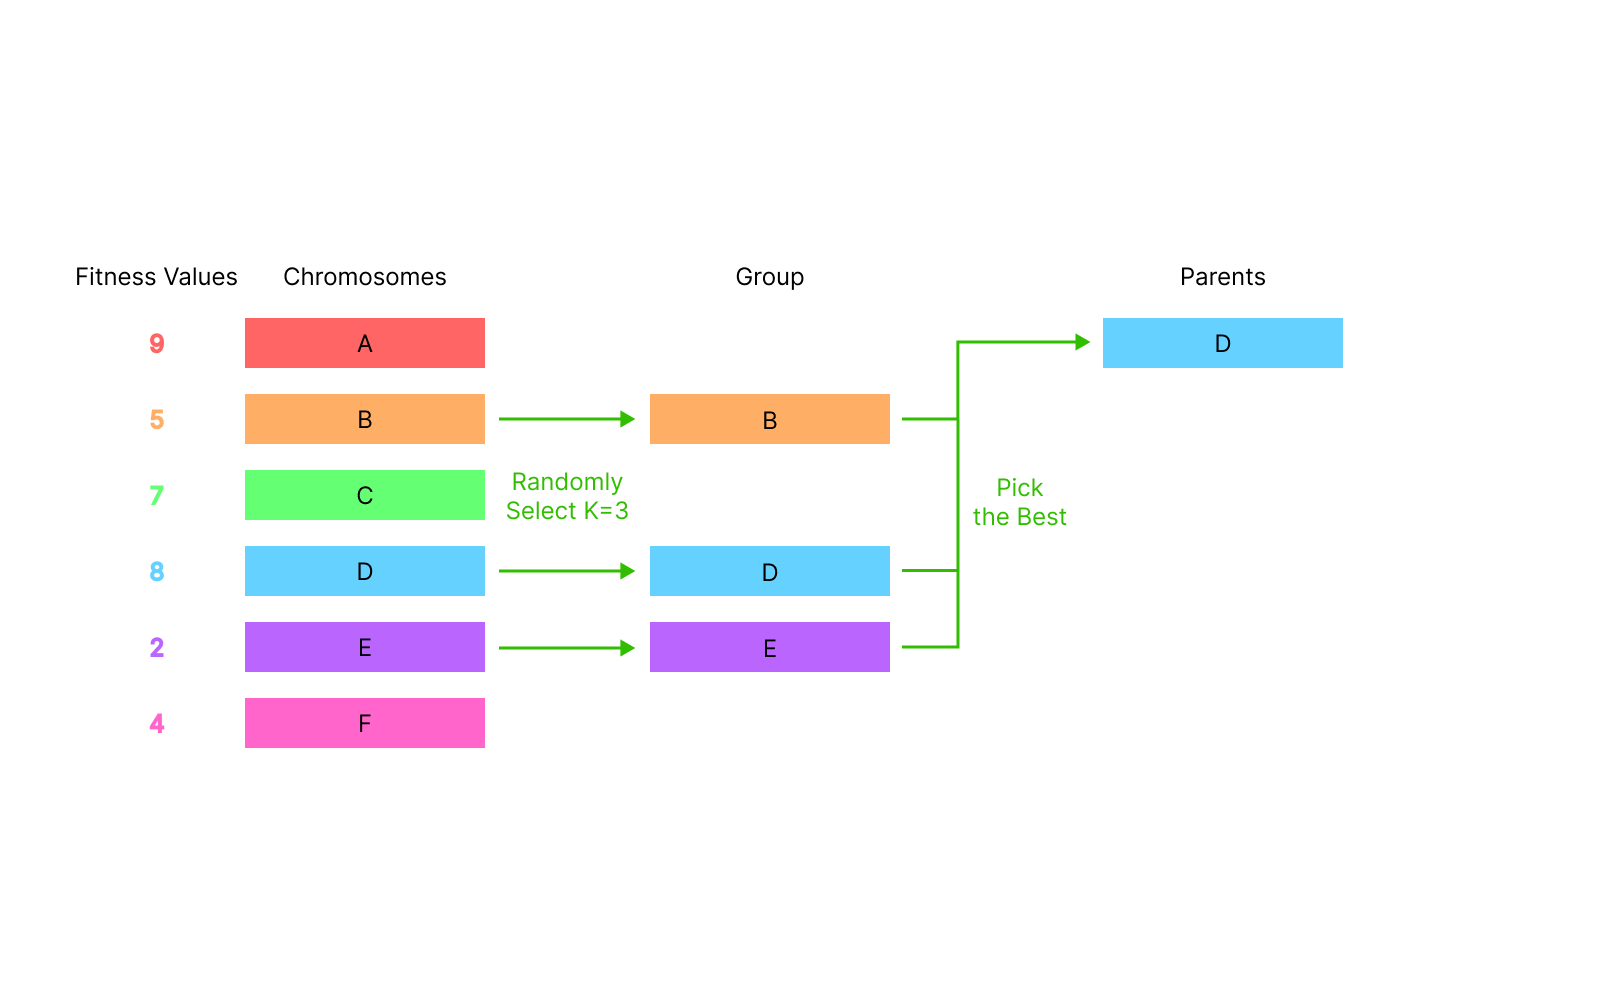 Fitness Values Chromosomes Group Parents
9 A D
5 B B
7 C
Randomly
Select K=3
Pick
the Best
8 D D
2 E E
4 F